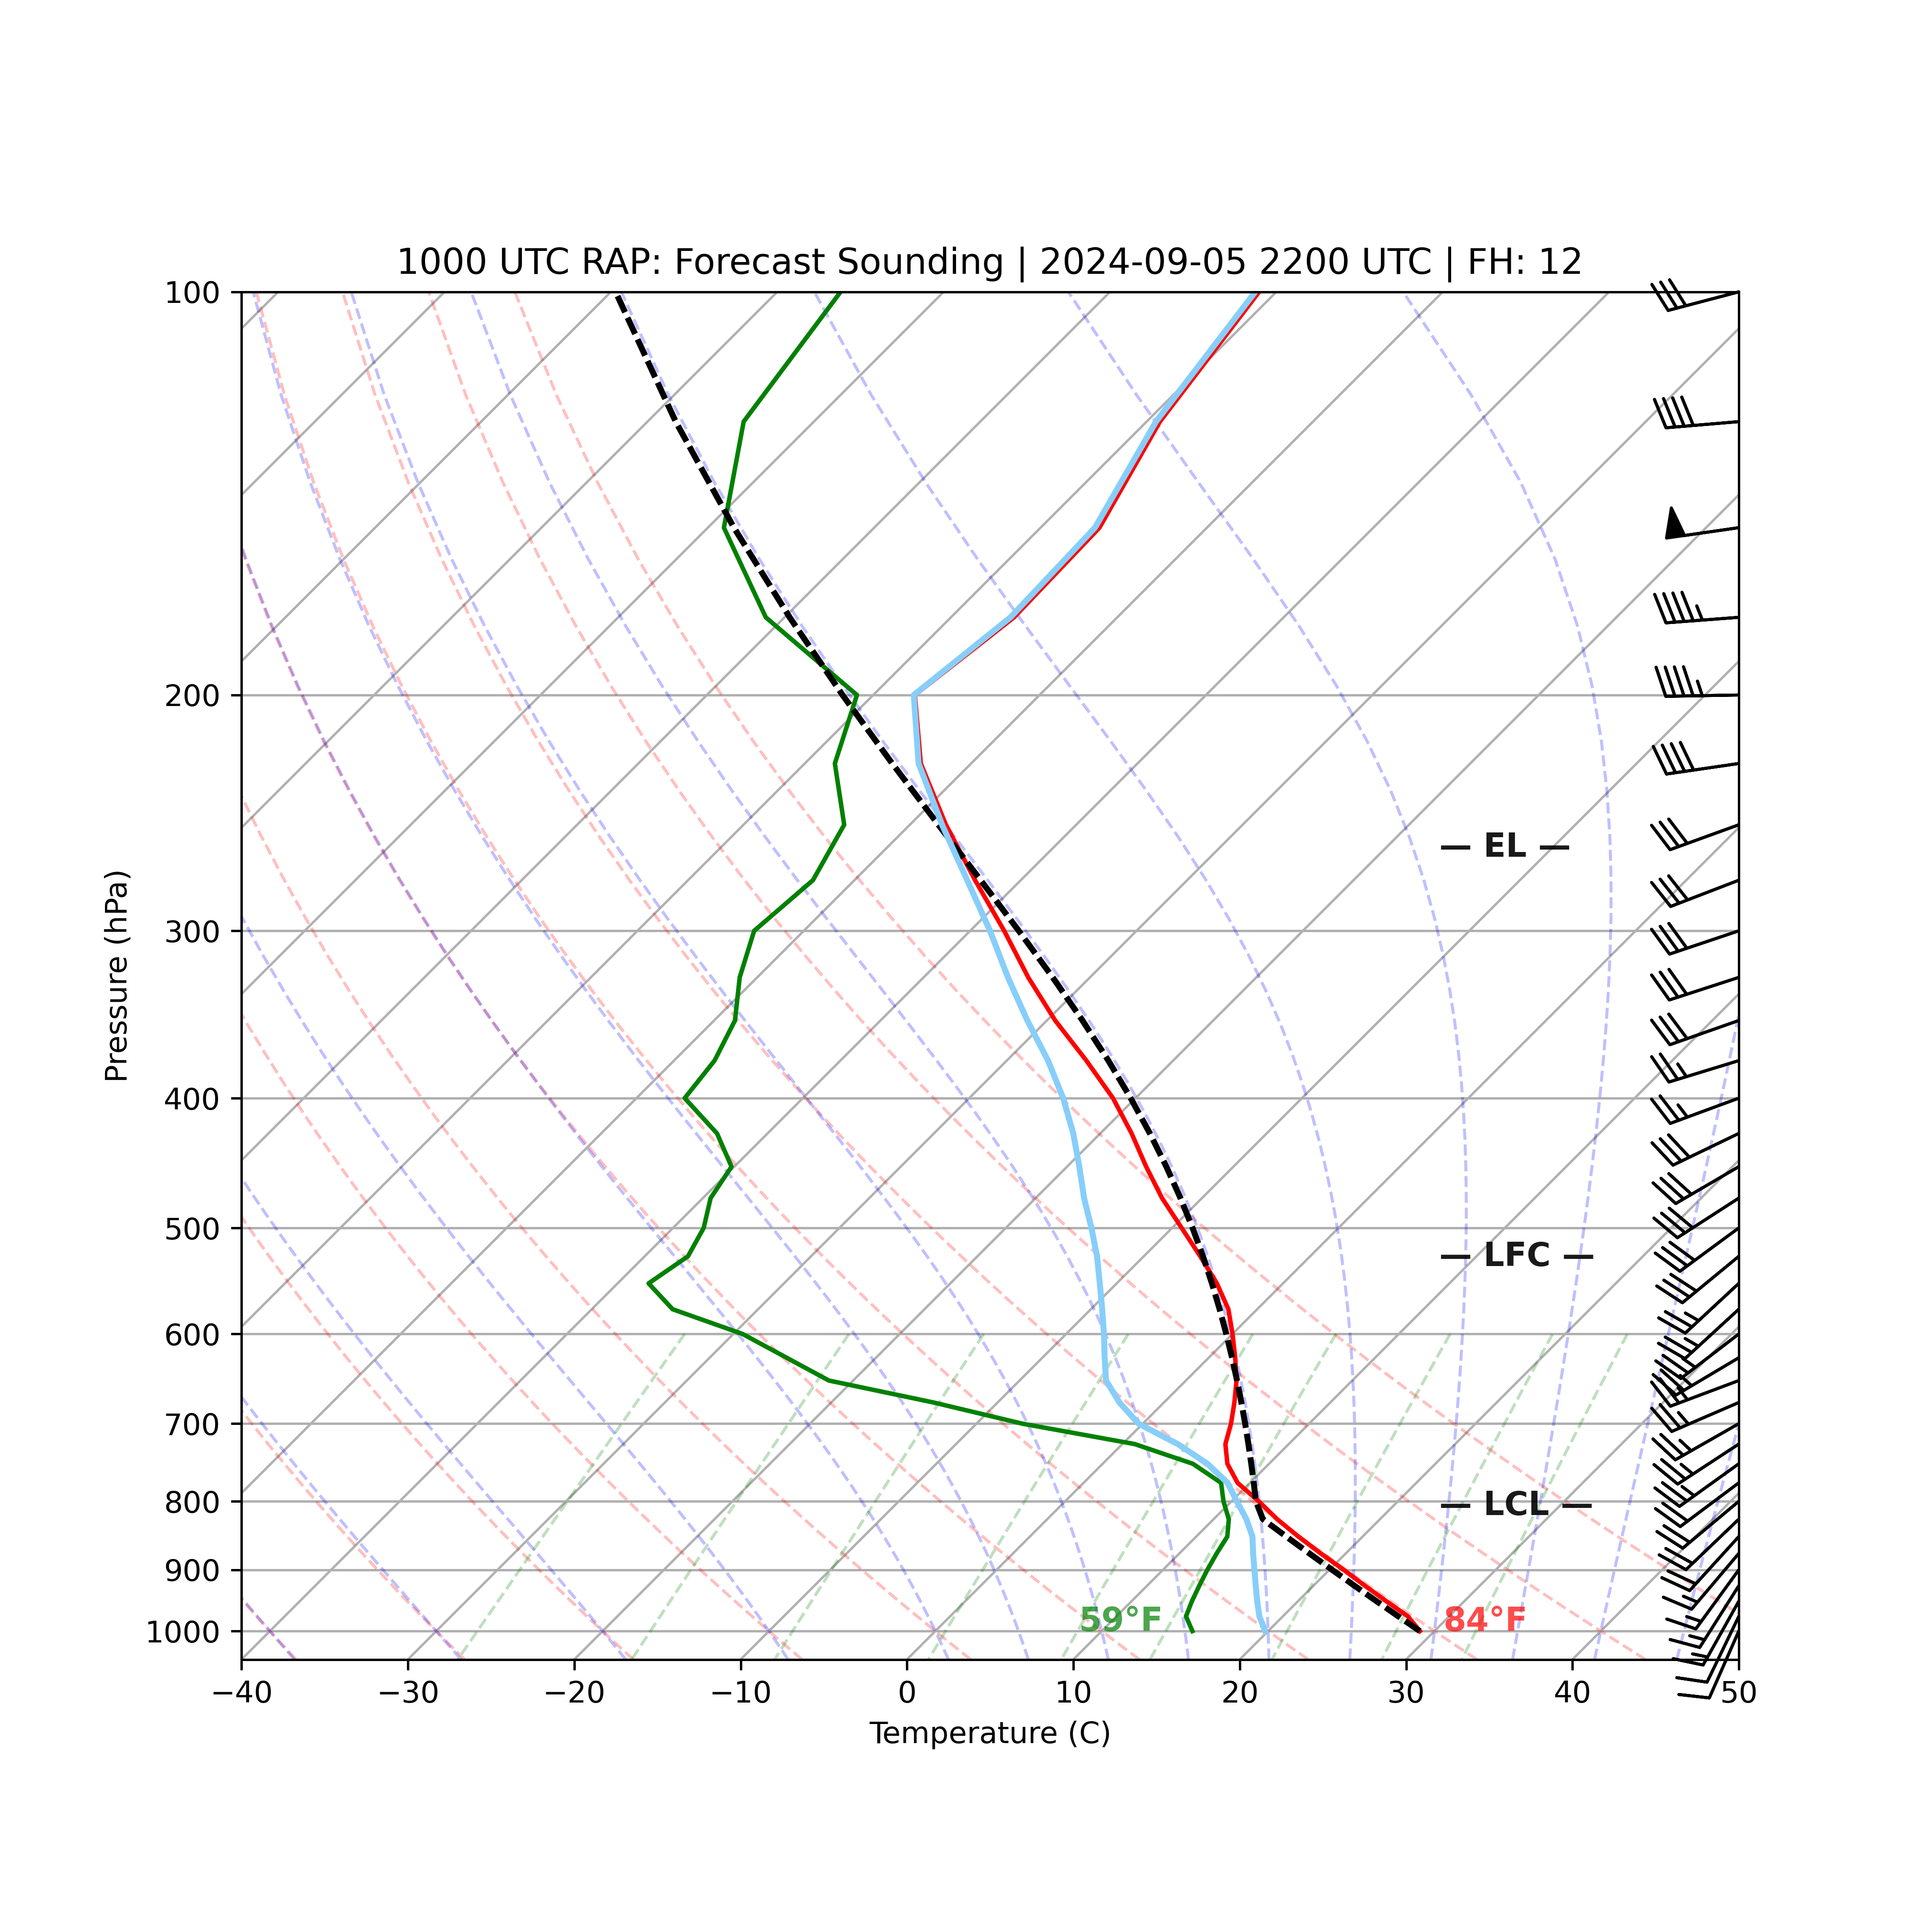 1000 UTC RAP: Forecast Sounding | 2024-09-05 2200 UTC | FH: 12
100
200
300
400
500
600
700
800
900
1000
Pressure (hPa)
— EL —
— LFC —
— LCL —
59°F
84°F
−40 −30 −20 −10 0 10 20 30 40 50
Temperature (C)